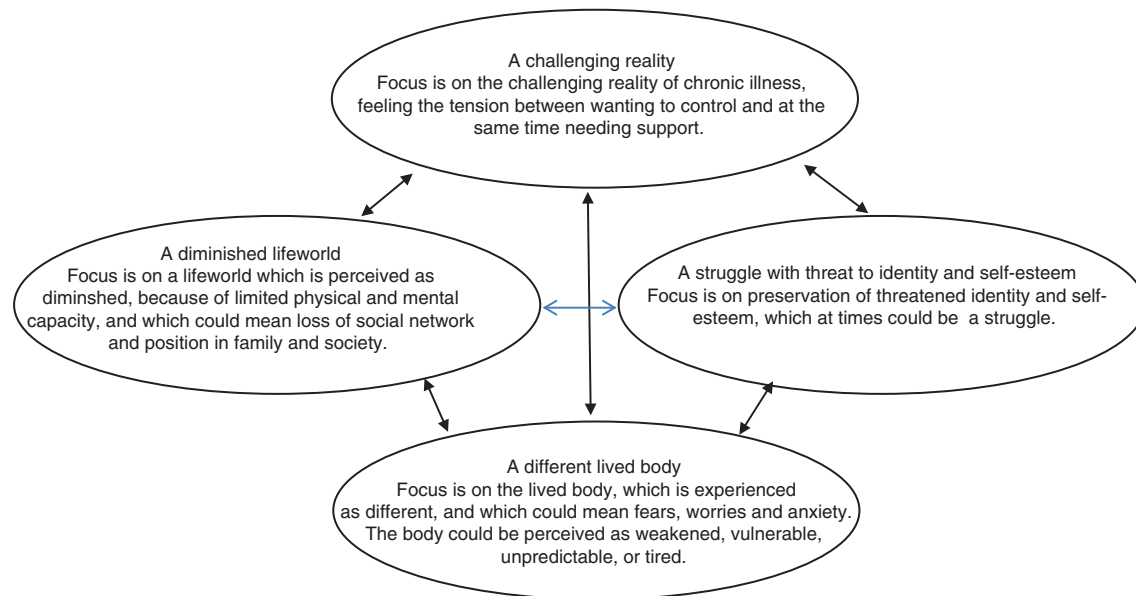 A challenging reality
Focus is on the challenging reality of chronic illness,
feeling the tension between wanting to control and at the
same time needing support.
A diminished lifeworld
Focus is on a lifeworld which is perceived as
diminshed, because of limited physical and mental
capacity, and which could mean loss of social network
and position in family and society.
A struggle with threat to identity and self-esteem
Focus is on preservation of threatened identity and self-
esteem, which at times could be a struggle.
A different lived body
Focus is on the lived body, which is experienced
as different, and which could mean fears, worries and anxiety.
The body could be perceived as weakened, vulnerable,
unpredictable, or tired.